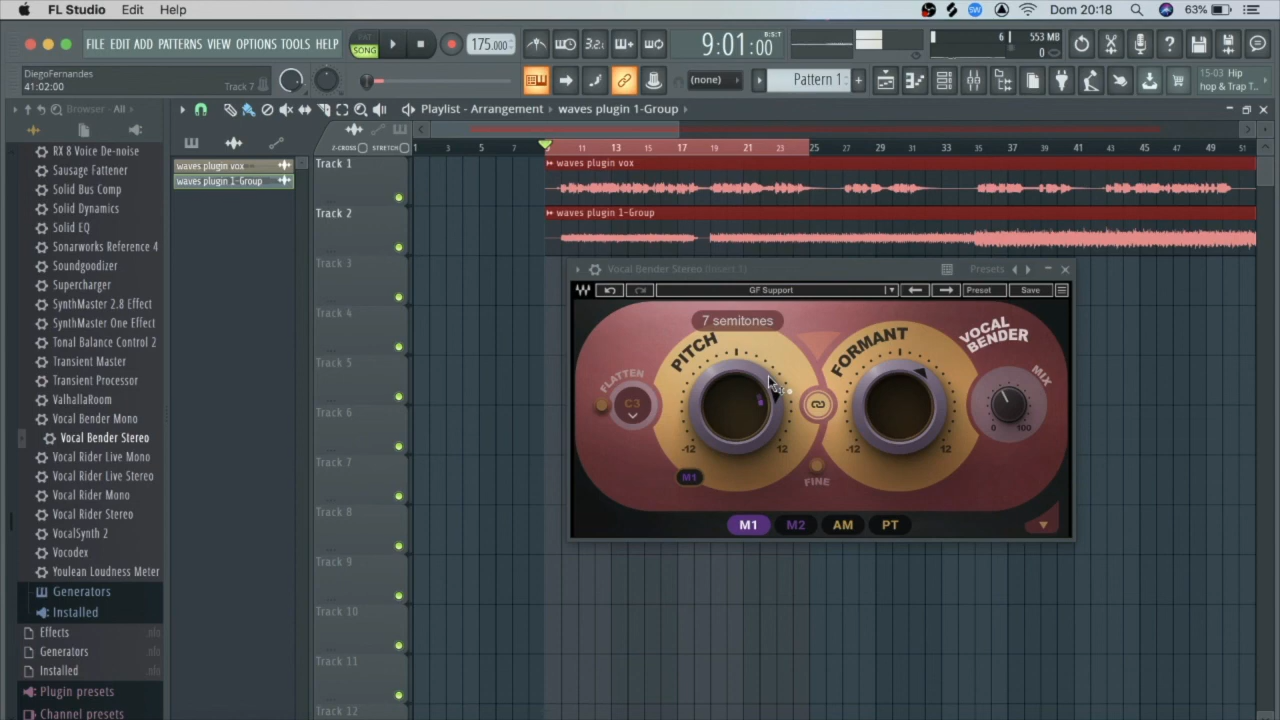 FL Studio Edit Help
SW 63% Dom 20:18
FILE EDIT ADD PATTERNS VIEW OPTIONS TOOLS HELP
PAT
SONG
175.000
3.2.
9:01:00
B:S:T
6
553 MB
0
DiegoFernandes
41:02:00
Track 7
(none)
Pattern 1
15-03 Hip
hop & Trap T...
Browser - All
Playlist - Arrangement
waves plugin 1-Group
RX 8 Voice De-noise
Sausage Fattener
Solid Bus Comp
Solid Dynamics
Solid EQ
Sonarworks Reference 4
Soundgoodizer
Supercharger
SynthMaster 2.8 Effect
SynthMaster One Effect
Tonal Balance Control 2
Transient Master
Transient Processor
ValhallaRoom
Vocal Bender Mono
Vocal Bender Stereo
Vocal Rider Live Mono
Vocal Rider Live Stereo
Vocal Rider Mono
Vocal Rider Stereo
VocalSynth 2
Vocodex
Youlean Loudness Meter
Generators
Installed
Effects .nfo
Generators .nfo
Installed .nfo
Plugin presets
Channel presets
waves plugin vox
waves plugin 1-Group
Z-CROSS STRETCH
1 3 5 7 9 11 13 15 17 19 21 23 25 27 29 31 33 35 37 39 41 43 45 47 49 51
Track 1
waves plugin vox
Track 2
waves plugin 1-Group
Track 3
Track 4
Track 5
Track 6
Track 7
Track 8
Track 9
Track 10
Track 11
Track 12
Vocal Bender Stereo (Insert 1)
Presets
GF Support
Preset
Save
7 semitones
PITCH
FORMANT
VOCAL
BENDER
FLATTEN
C3
MIX
0 100
-12 12
-12 12
M1
FINE
M1 M2 AM PT